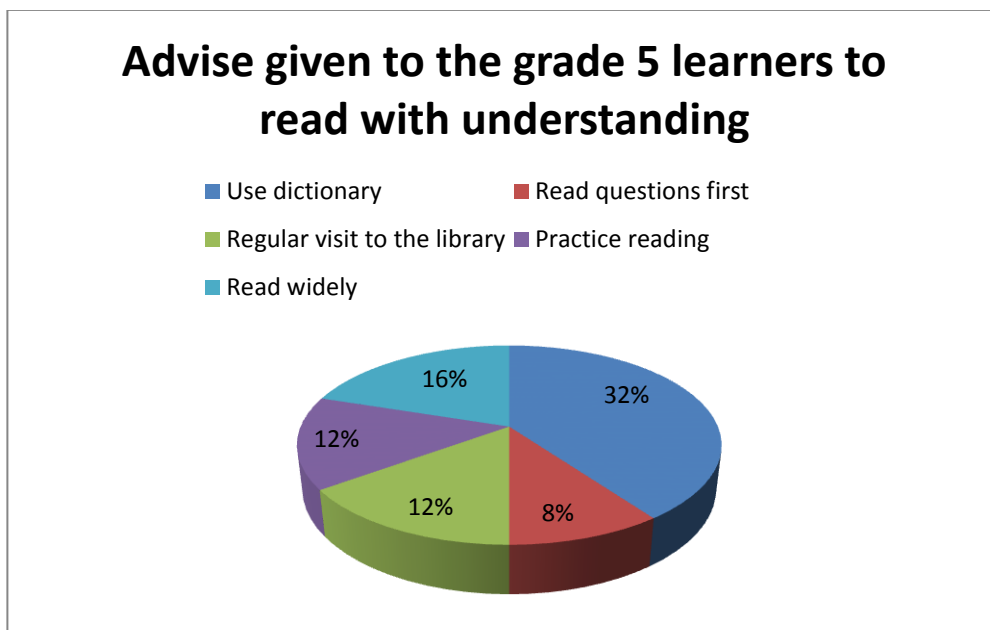 Advise given to the grade 5 learners to
read with understanding
Use dictionary
Read questions first
Regular visit to the library
Practice reading
Read widely
16%
32%
12%
12%
8%